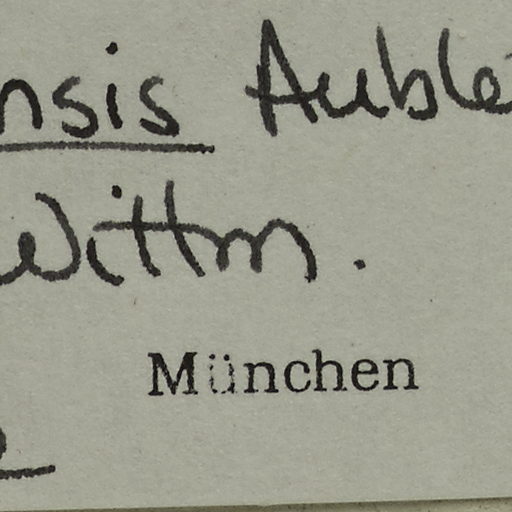 nsis Auble
Wittm.
München